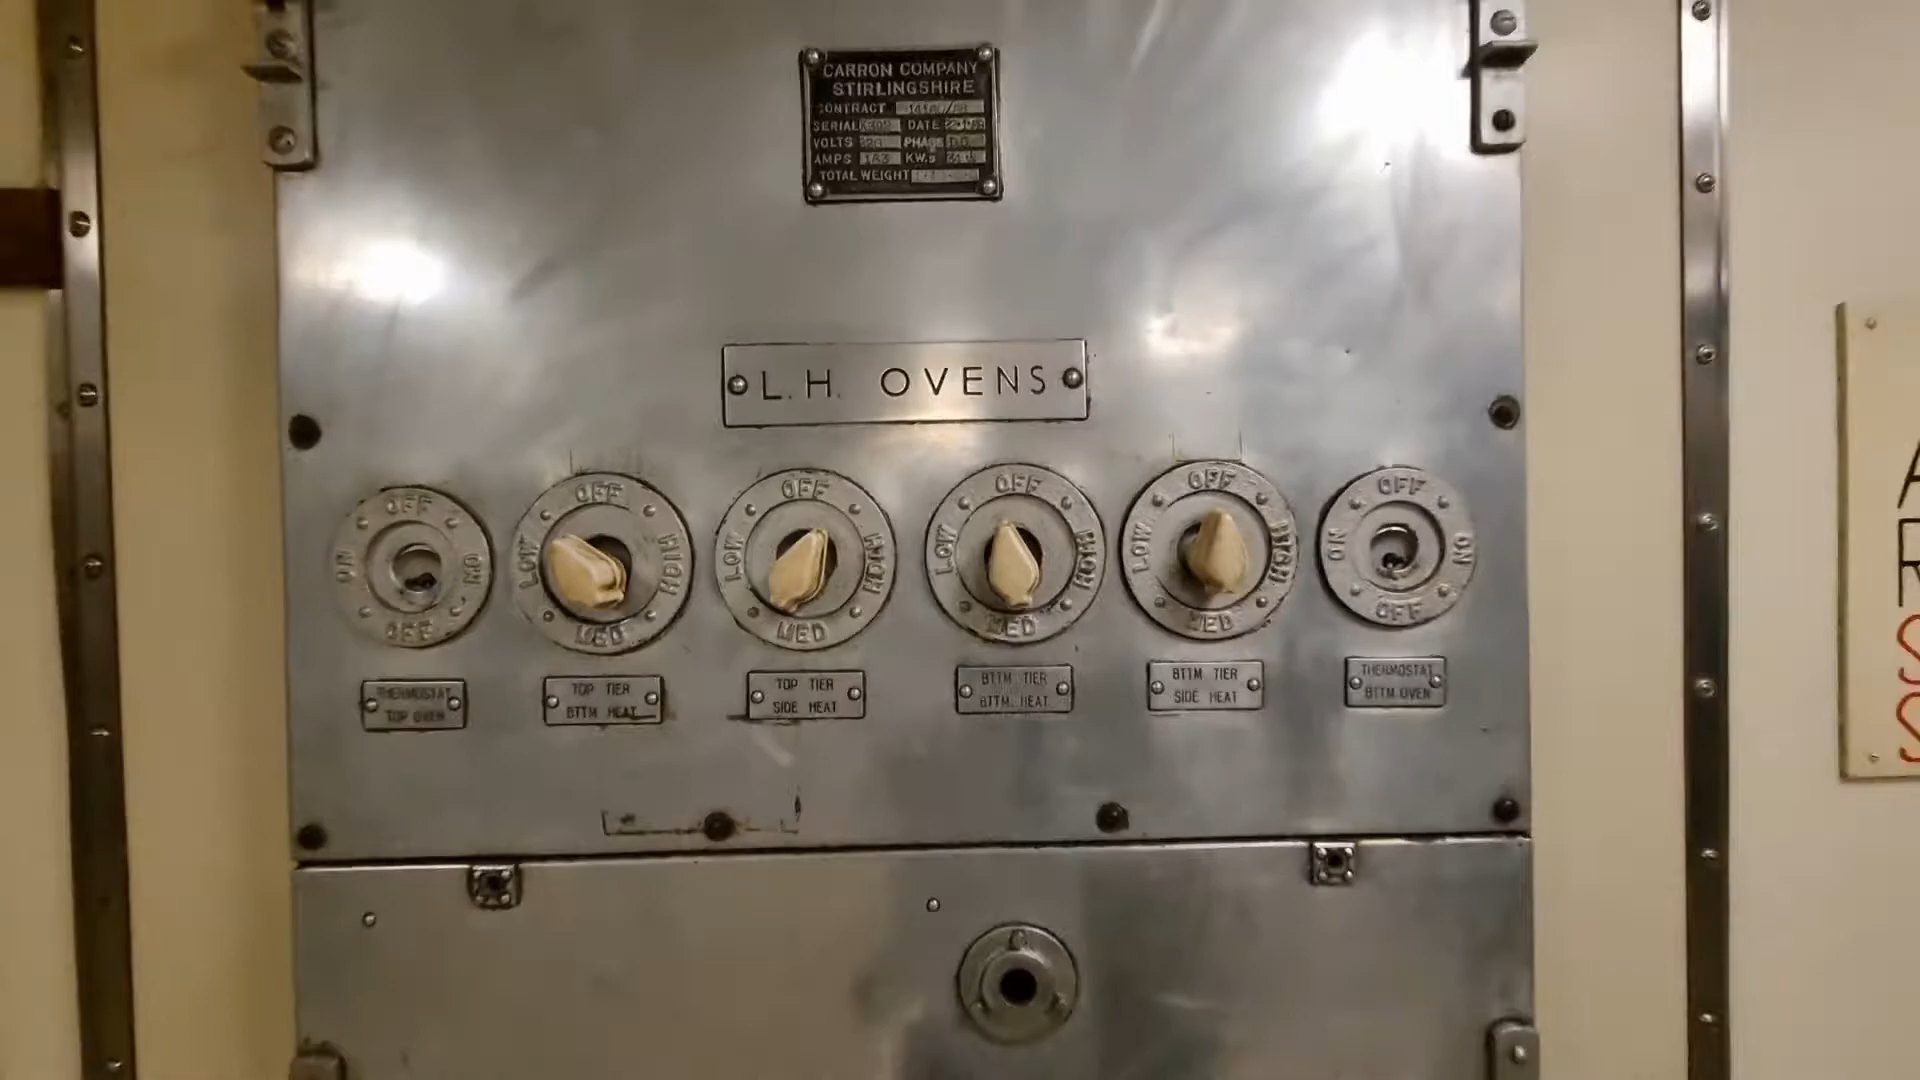 CARRON COMPANY
STIRLINGSHIRE
CONTRACT
SERIAL DATE
VOLTS PHASE
AMPS 163 KW.s
TOTAL WEIGHT
L.H. OVENS
OFF
ON ON
OFF
OFF
LOW HIGH
MED
OFF
LOW HIGH
MED
OFF
LOW HIGH
MED
OFF
LOW HIGH
MED
OFF
ON ON
OFF
THERMOSTAT
TOP OVEN
TOP TIER
BTTM HEAT
TOP TIER
SIDE HEAT
BTTM. TIER
BTTM. HEAT
BTTM TIER
SIDE HEAT
THERMOSTAT
BTTM OVEN